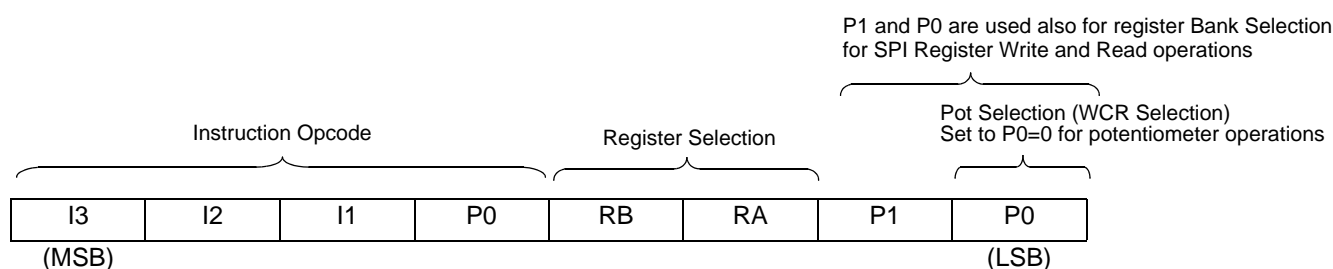 P1 and P0 are used also for register Bank Selection
for SPI Register Write and Read operations
Pot Selection (WCR Selection)
Set to P0=0 for potentiometer operations
Instruction Opcode
Register Selection
I3 I2 I1 P0 RB RA P1 P0
(MSB) (LSB)